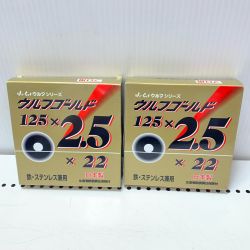 ウルフシリーズ
ウルフゴールド
125×2.5
×22
日本製
鉄・ステンレス兼用
ウルフシリーズ
ウルフゴールド
125×2.5
×22
日本製
鉄・ステンレス兼用